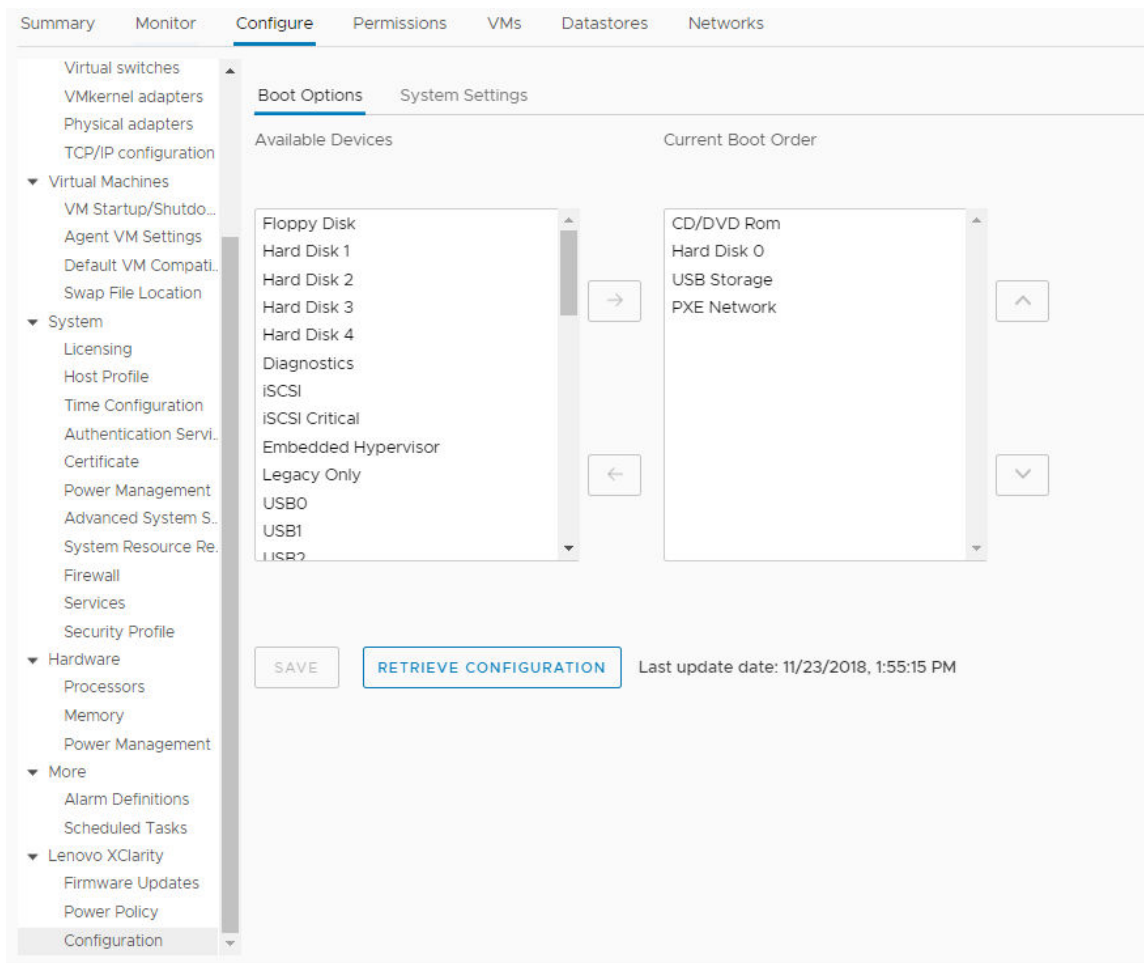 Summary Monitor Configure Permissions VMs Datastores Networks
Virtual switches
VMkernel adapters
Physical adapters
TCP/IP configuration
Virtual Machines
VM Startup/Shutdo...
Agent VM Settings
Default VM Compati..
Swap File Location
System
Licensing
Host Profile
Time Configuration
Authentication Servi..
Certificate
Power Management
Advanced System S..
System Resource Re.
Firewall
Services
Security Profile
Hardware
Processors
Memory
Power Management
More
Alarm Definitions
Scheduled Tasks
Lenovo XClarity
Firmware Updates
Power Policy
Configuration
Boot Options System Settings
Available Devices
Floppy Disk
Hard Disk 1
Hard Disk 2
Hard Disk 3
Hard Disk 4
Diagnostics
iSCSI
iSCSI Critical
Embedded Hypervisor
Legacy Only
USB0
USB1
USB2
Current Boot Order
CD/DVD Rom
Hard Disk 0
USB Storage
PXE Network
SAVE RETRIEVE CONFIGURATION Last update date: 11/23/2018, 1:55:15 PM